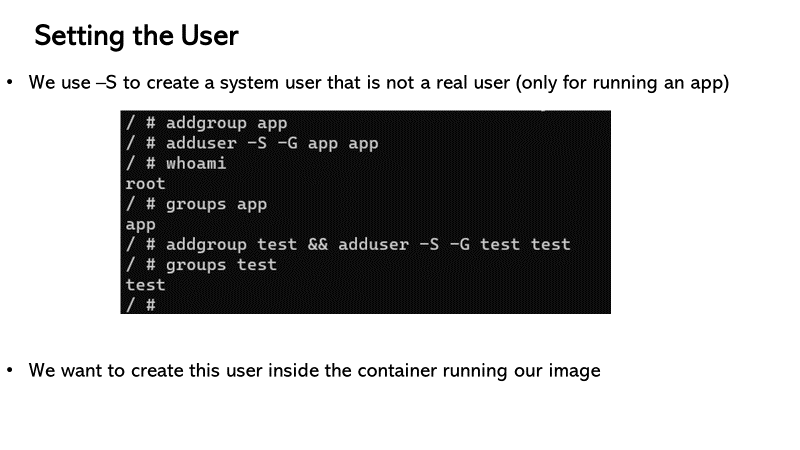 Setting the User
• We use –S to create a system user that is not a real user (only for running an app)
/ # addgroup app
/ # adduser -S -G app app
/ # whoami
root
/ # groups app
app
/ # addgroup test && adduser -S -G test test
/ # groups test
test
/ #
• We want to create this user inside the container running our image